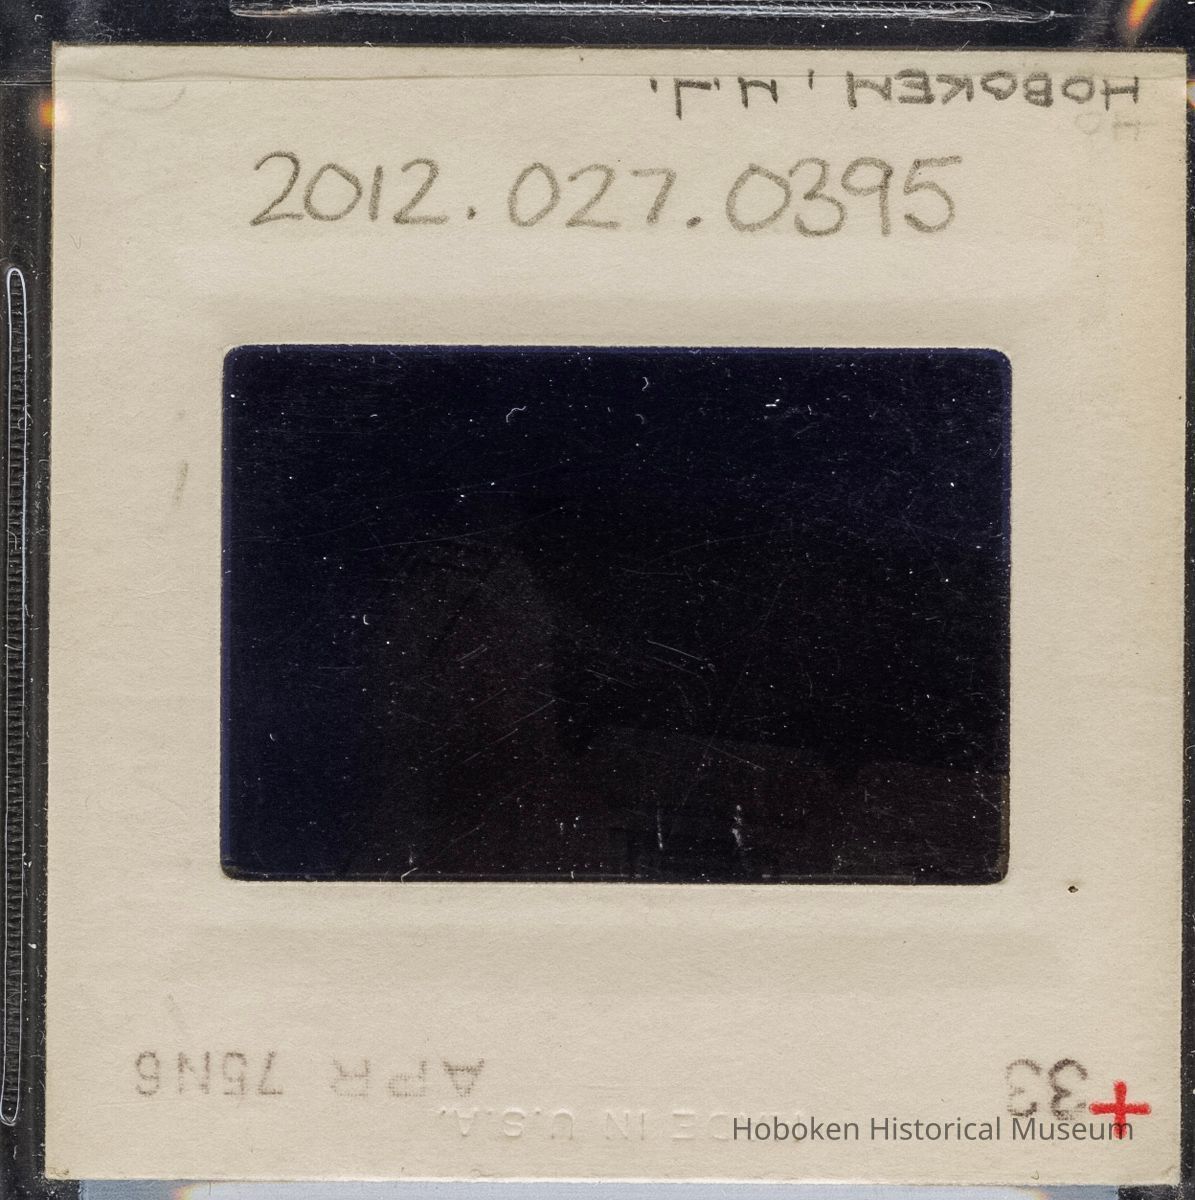 HOBOKEN, N.J.
2012.027.0395
APR 75N6
33
MADE IN U.S.A.
Hoboken Historical Museum